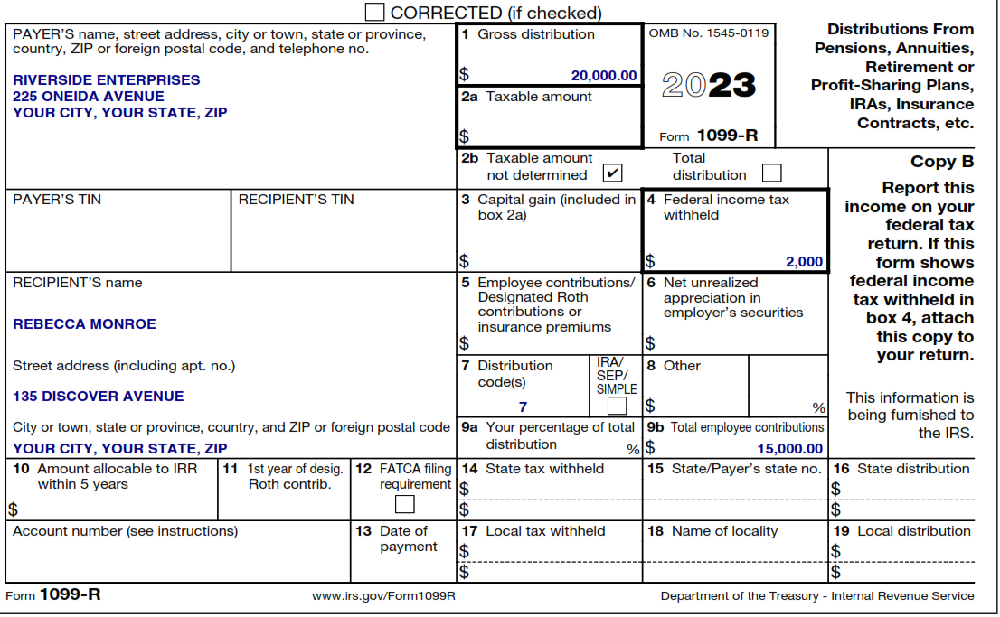 CORRECTED (if checked)
PAYER'S name, street address, city or town, state or province,
country, ZIP or foreign postal code, and telephone no.
RIVERSIDE ENTERPRISES
225 ONEIDA AVENUE
YOUR CITY, YOUR STATE, ZIP
1 Gross distribution
$ 20,000.00
2a Taxable amount
$
OMB No. 1545-0119
2023
Form 1099-R
Distributions From
Pensions, Annuities,
Retirement or
Profit-Sharing Plans,
IRAs, Insurance
Contracts, etc.
2b Taxable amount
not determined ✔
Total
distribution
Copy B
Report this
income on your
federal tax
return. If this
form shows
federal income
tax withheld in
box 4, attach
this copy to
your return.
This information is
being furnished to
the IRS.
PAYER'S TIN
RECIPIENT'S TIN
3 Capital gain (included in
box 2a)
$
4 Federal income tax
withheld
$ 2,000
RECIPIENT'S name
REBECCA MONROE
5 Employee contributions/
Designated Roth
contributions or
insurance premiums
$
6 Net unrealized
appreciation in
employer's securities
$
Street address (including apt. no.)
135 DISCOVER AVENUE
7 Distribution
code(s)
7
IRA/
SEP/
SIMPLE
8 Other
$
%
City or town, state or province, country, and ZIP or foreign postal code
YOUR CITY, YOUR STATE, ZIP
9a Your percentage of total
distribution %
9b Total employee contributions
$ 15,000.00
10 Amount allocable to IRR
within 5 years
$
11 1st year of desig.
Roth contrib.
12 FATCA filing
requirement
14 State tax withheld
$
$
15 State/Payer's state no.
16 State distribution
$
$
Account number (see instructions)
13 Date of
payment
17 Local tax withheld
$
$
18 Name of locality
19 Local distribution
$
$
Form 1099-R
www.irs.gov/Form1099R
Department of the Treasury - Internal Revenue Service